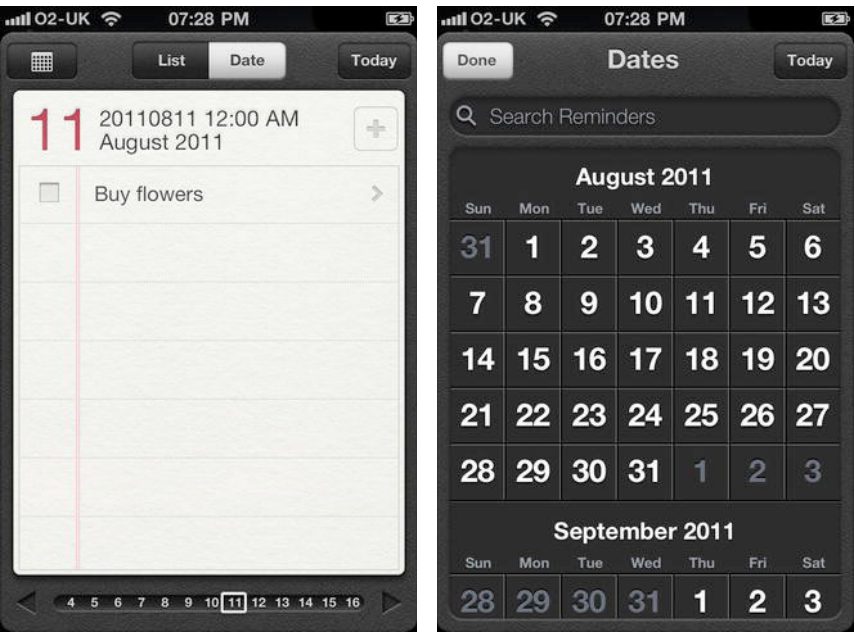 O2-UK 07:28 PM
List Date Today
11 20110811 12:00 AM
August 2011
Buy flowers
4 5 6 7 8 9 10 11 12 13 14 15 16
O2-UK 07:28 PM
Done Dates Today
Search Reminders
August 2011
Sun Mon Tue Wed Thu Fri Sat
31 1 2 3 4 5 6
7 8 9 10 11 12 13
14 15 16 17 18 19 20
21 22 23 24 25 26 27
28 29 30 31 1 2 3
September 2011
Sun Mon Tue Wed Thu Fri Sat
28 29 30 31 1 2 3